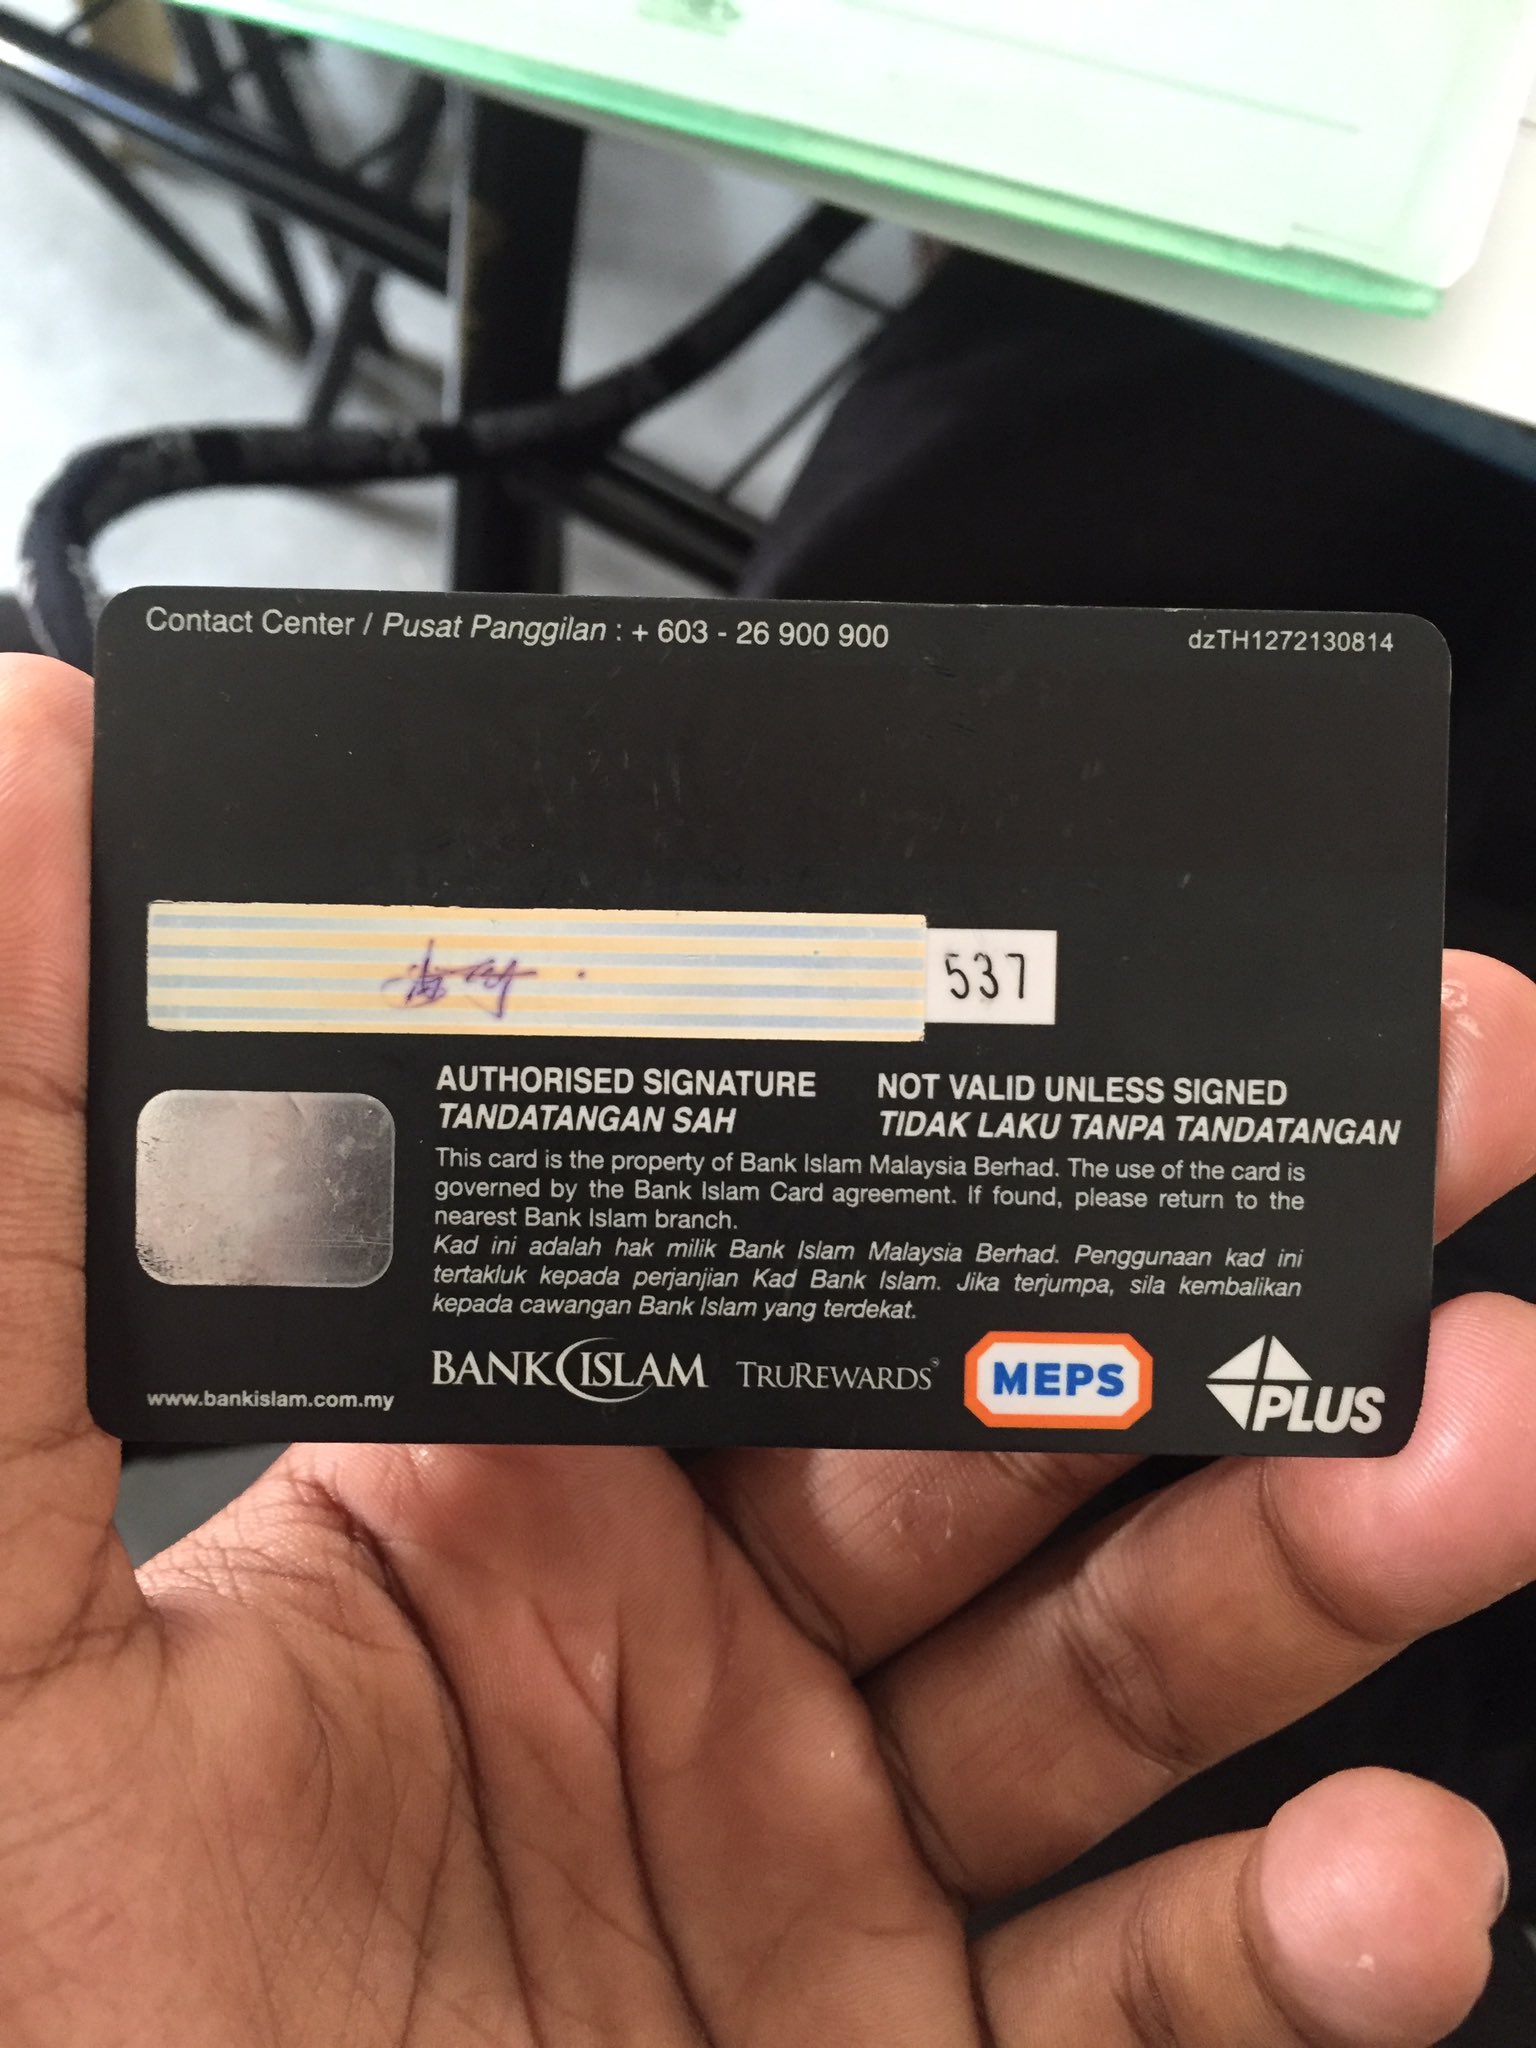 Contact Center / Pusat Panggilan : + 603 - 26 900 900
dzTH1272130814
537
AUTHORISED SIGNATURE
TANDATANGAN SAH
NOT VALID UNLESS SIGNED
TIDAK LAKU TANPA TANDATANGAN
This card is the property of Bank Islam Malaysia Berhad. The use of the card is
governed by the Bank Islam Card agreement. If found, please return to the
nearest Bank Islam branch.
Kad ini adalah hak milik Bank Islam Malaysia Berhad. Penggunaan kad ini
tertakluk kepada perjanjian Kad Bank Islam. Jika terjumpa, sila kembalikan
kepada cawangan Bank Islam yang terdekat.
www.bankislam.com.my
BANK ISLAM
TRUREWARDS
MEPS
PLUS